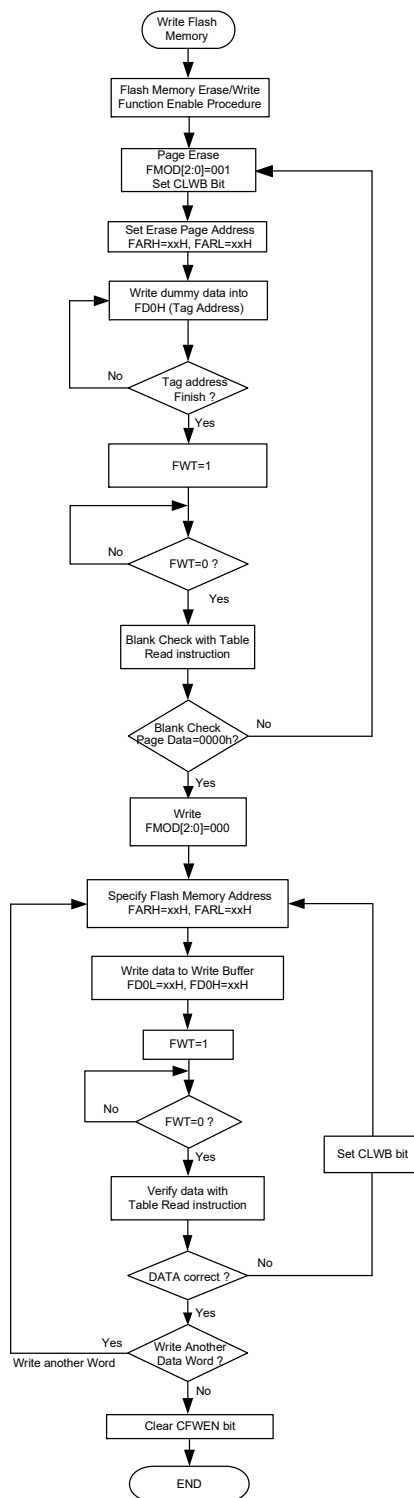 Write Flash
Memory
Flash Memory Erase/Write
Function Enable Procedure
Page Erase
FMOD[2:0]=001
Set CLWB Bit
Set Erase Page Address
FARH=xxH, FARL=xxH
Write dummy data into
FD0H (Tag Address)
No
Tag address
Finish ?
Yes
FWT=1
No
FWT=0 ?
Yes
Blank Check with Table
Read instruction
Blank Check
Page Data=0000h?
No
Yes
Write
FMOD[2:0]=000
Specify Flash Memory Address
FARH=xxH, FARL=xxH
Write data to Write Buffer
FD0L=xxH, FD0H=xxH
FWT=1
No
FWT=0 ?
Yes
Set CLWB bit
Verify data with
Table Read instruction
DATA correct ?
No
Yes
Yes
Write another Word
Write Another
Data Word ?
No
Clear CFWEN bit
END